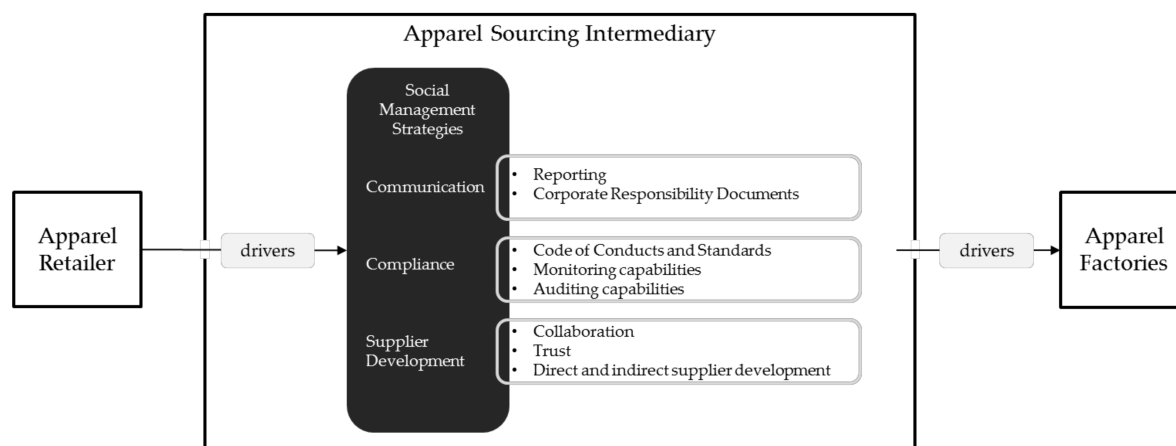 Apparel Sourcing Intermediary
Social
Management
Strategies
Communication
• Reporting
• Corporate Responsibility Documents
Apparel
Retailer
drivers
Compliance
• Code of Conducts and Standards
• Monitoring capabilities
• Auditing capabilities
drivers
Apparel
Factories
Supplier
Development
• Collaboration
• Trust
• Direct and indirect supplier development